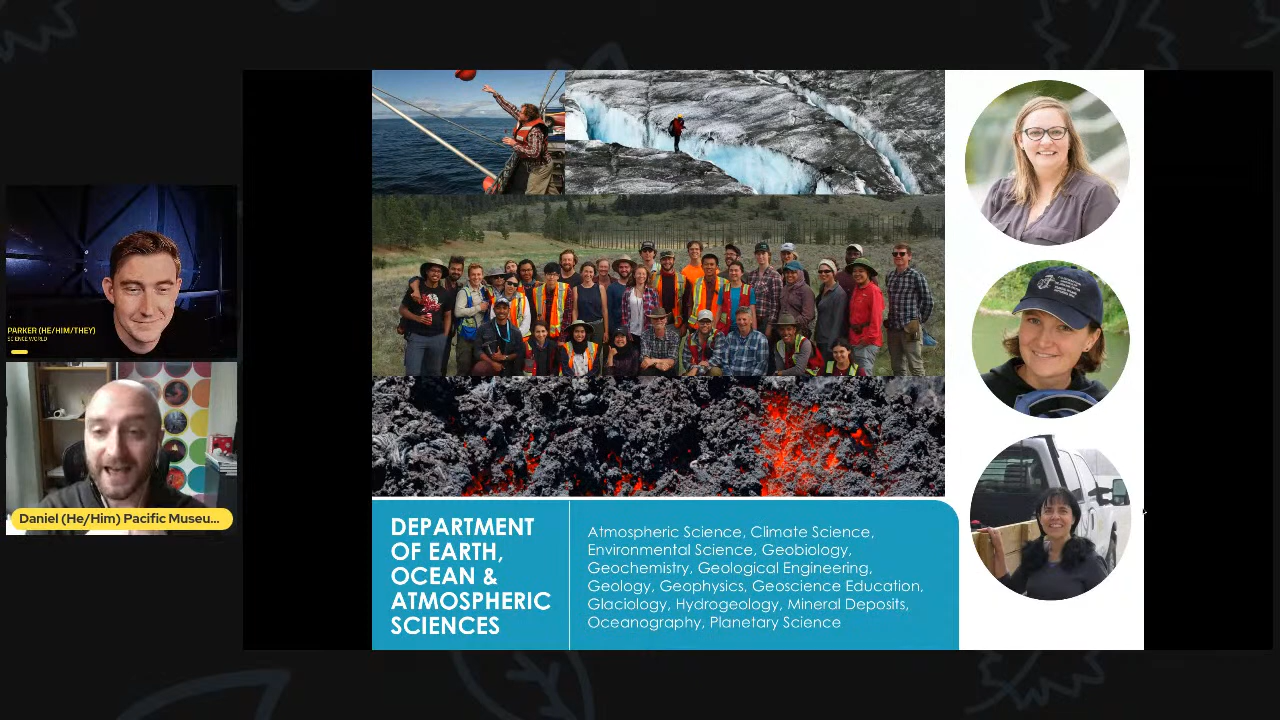 PARKER (HE/HIM/THEY)
SCIENCE WORLD
Daniel (He/Him) Pacific Museu...
DEPARTMENT
OF EARTH,
OCEAN &
ATMOSPHERIC
SCIENCES
Atmospheric Science, Climate Science,
Environmental Science, Geobiology,
Geochemistry, Geological Engineering,
Geology, Geophysics, Geoscience Education,
Glaciology, Hydrogeology, Mineral Deposits,
Oceanography, Planetary Science